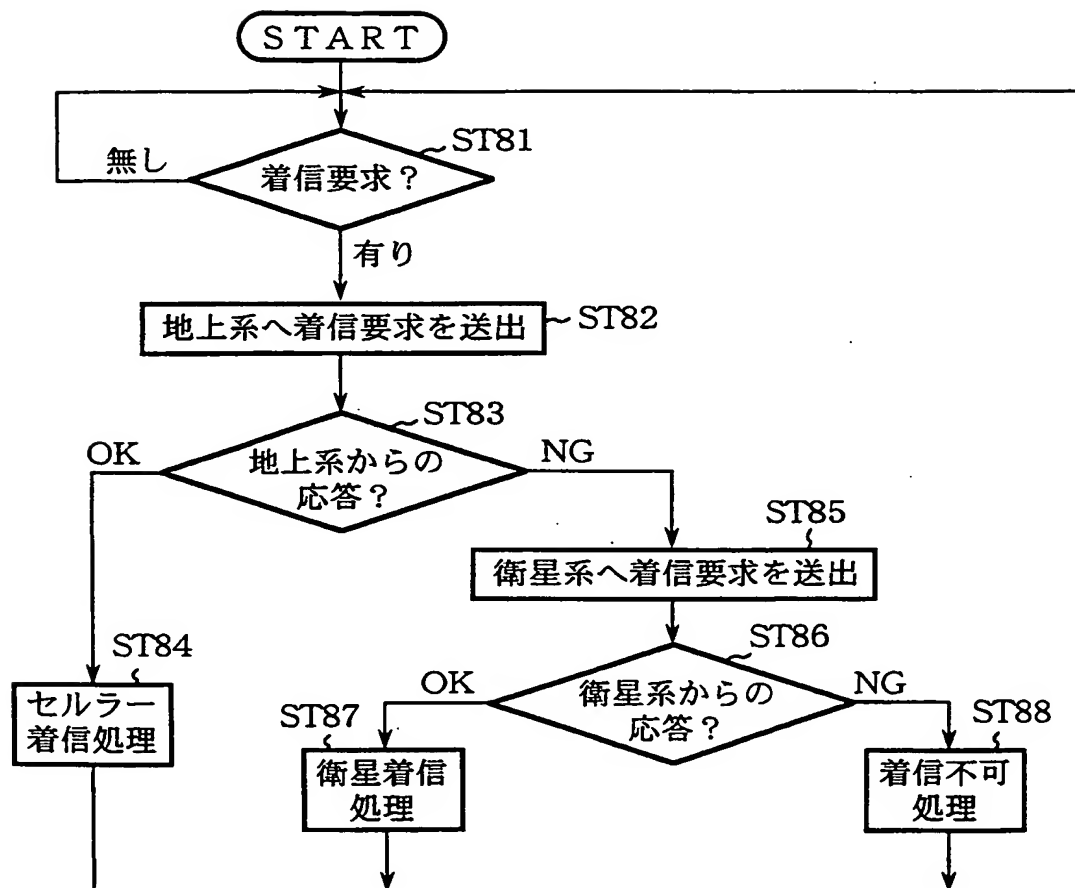 START
ST81
無し
着信要求？
有り
地上系へ着信要求を送出
ST82
ST83
OK
NG
地上系からの
応答？
ST85
衛星系へ着信要求を送出
ST86
ST84
OK
NG
衛星系からの
応答？
セルラー
着信処理
ST87
ST88
衛星着信
処理
着信不可
処理